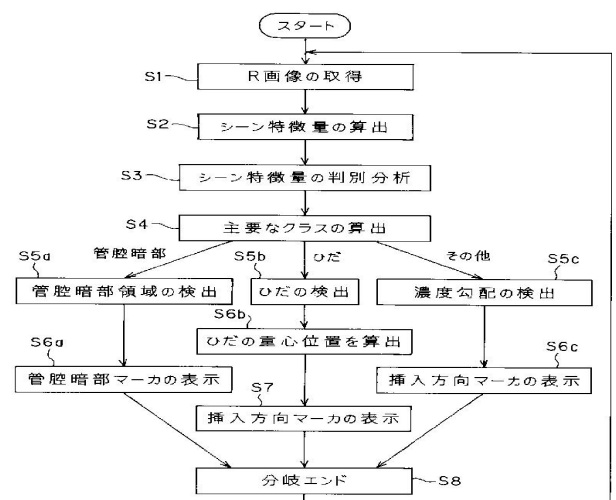 スタート
S1
R画像の取得
S2
シーン特徴量の算出
S3
シーン特徴量の判別分析
S4
主要なクラスの算出
管腔暗部
ひだ
その他
S5a
管腔暗部領域の検出
S5b
ひだの検出
S5c
濃度勾配の検出
S6b
ひだの重心位置を算出
S6a
管腔暗部マーカの表示
S6c
挿入方向マーカの表示
S7
挿入方向マーカの表示
分岐エンド
S8